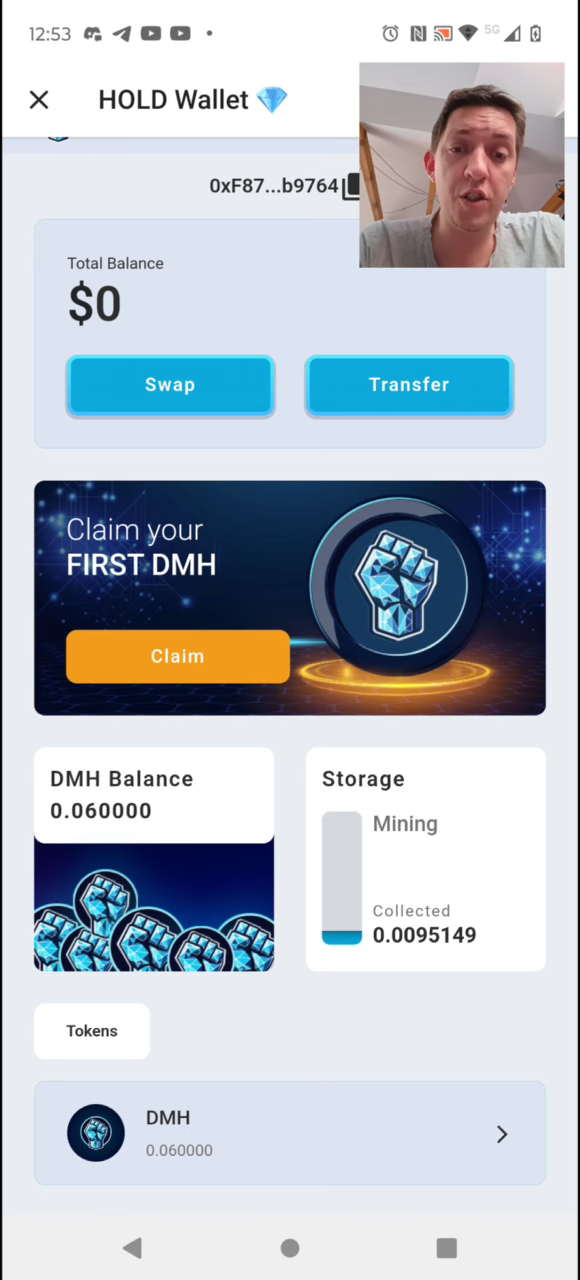 12:53
5G
HOLD Wallet 💎
0xF87...b9764
Total Balance
$0
Swap
Transfer
Claim your
FIRST DMH
Claim
DMH Balance
0.060000
Storage
Mining
Collected
0.0095149
Tokens
DMH
0.060000